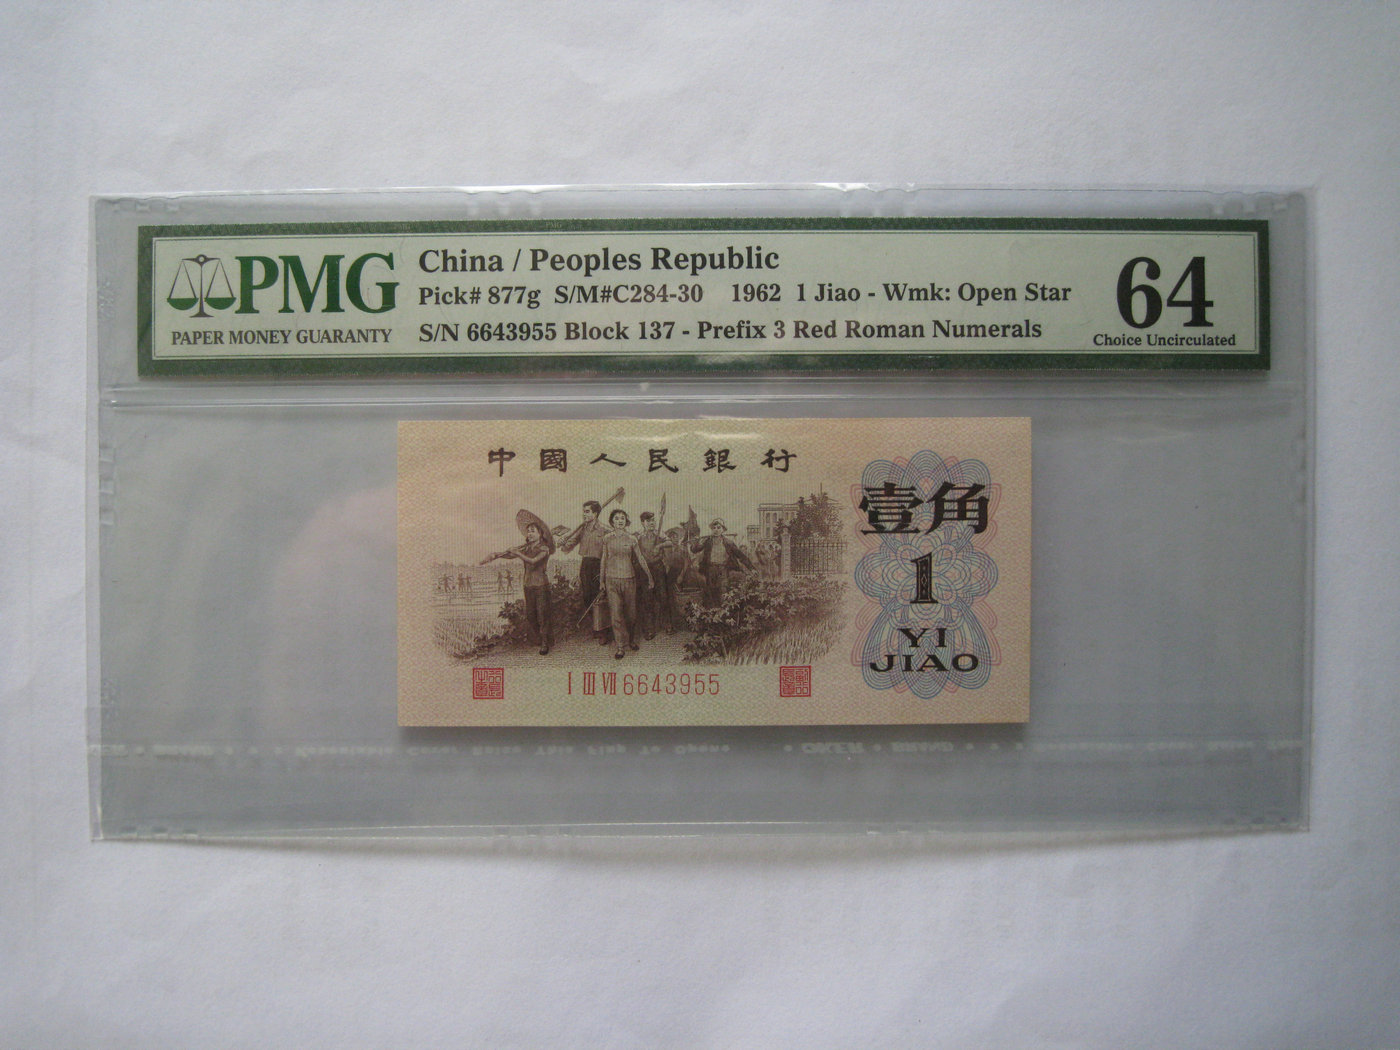 PMG
PAPER MONEY GUARANTY
China / Peoples Republic
Pick# 877g S/M#C284-30 1962 1 Jiao - Wmk: Open Star
S/N 6643955 Block 137 - Prefix 3 Red Roman Numerals
64
Choice Uncirculated
中國人民銀行
壹角
1
YI
JIAO
I III VII 6643955